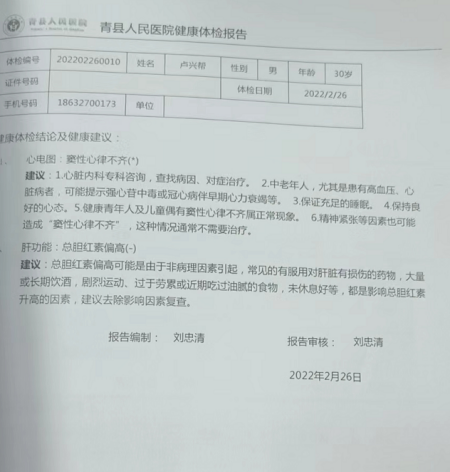 青县人民医院 青县人民医院健康体检报告
体检编号 202202260010 姓名 卢兴帮 性别 男 年龄 30岁
证件号码 体检日期 2022/2/26
手机号码 18632700173 单位
健康体检结论及健康建议：
心电图：窦性心律不齐(*)
建议：1.心脏内科专科咨询，查找病因、对症治疗。 2.中老年人，尤其是患有高血压、心
脏病者，可能提示强心苷中毒或冠心病伴早期心力衰竭等。 3.保证充足的睡眠。 4.保持良
好的心态。5.健康青年人及儿童偶有窦性心律不齐属正常现象。 6.精神紧张等因素也可能
造成“窦性心律不齐”，这种情况通常不需要治疗。
肝功能：总胆红素偏高(-)
建议：总胆红素偏高可能是由于非病理因素引起，常见的有服用对肝脏有损伤的药物，大量
或长期饮酒，剧烈运动、过于劳累或近期吃过油腻的食物，未休息好等，都是影响总胆红素
升高的因素，建议去除影响因素复查。
报告编制： 刘忠清 报告审核： 刘忠清
2022年2月26日